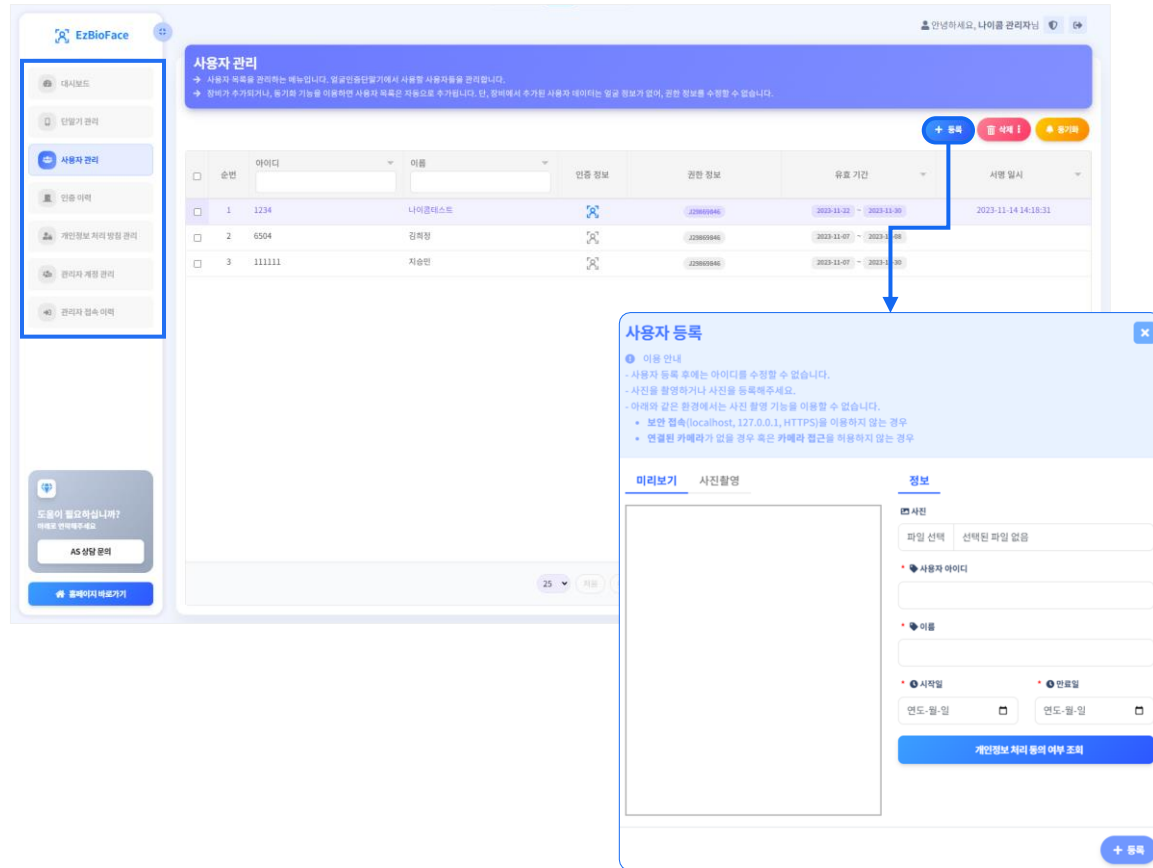 EzBioFace
안녕하세요, 나이콤 관리자님
대시보드
단말기 관리
사용자 관리
인증 이력
개인정보 처리 방침 관리
관리자 계정 관리
관리자 접속 이력
도움이 필요하십니까?
아래로 연락해주세요
AS 상담 문의
홈페이지 바로가기
사용자 관리
→ 사용자 목록을 관리하는 메뉴입니다. 얼굴인증단말기에서 사용할 사용자들을 관리합니다.
→ 장비가 추가되거나, 동기화 기능을 이용하면 사용자 목록은 자동으로 추가됩니다. 단, 장비에서 추가된 사용자 데이터는 얼굴 정보가 없어, 권한 정보를 수정할 수 없습니다.
+ 등록 삭제 동기화
순번 아이디 이름 인증 정보 권한 정보 유효 기간 서명 일시
1 1234 나이콤테스트 J29869846 2023-11-22 ~ 2023-11-30 2023-11-14 14:18:31
2 6504 김희정 J29869846 2023-11-07 ~
3 111111 지승민 J29869846 2023-11-07 ~
25 처음
사용자 등록
이용 안내
- 사용자 등록 후에는 아이디를 수정할 수 없습니다.
- 사진을 촬영하거나 사진을 등록해주세요.
- 아래와 같은 환경에서는 사진 촬영 기능을 이용할 수 없습니다.
• 보안 접속(localhost, 127.0.0.1, HTTPS)을 이용하지 않는 경우
• 연결된 카메라가 없을 경우 혹은 카메라 접근을 허용하지 않는 경우
미리보기 사진촬영
정보
사진
파일 선택 선택된 파일 없음
* 사용자 아이디
* 이름
* 시작일 * 만료일
연도-월-일 연도-월-일
개인정보 처리 동의 여부 조회
+ 등록